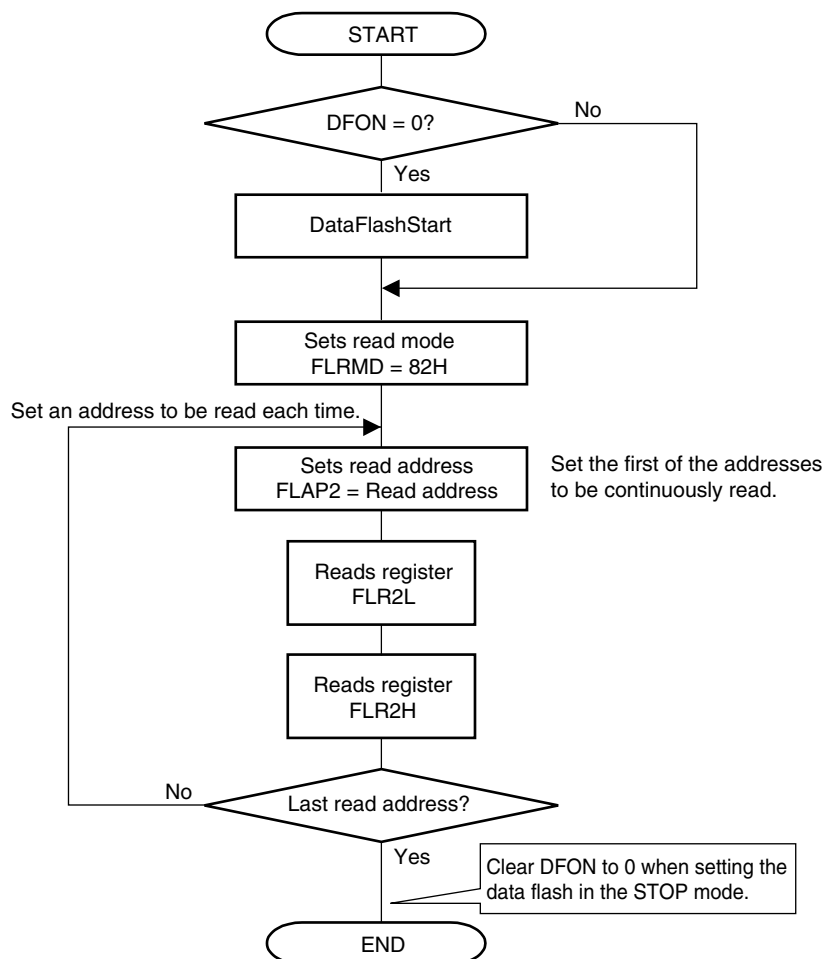 START
DFON = 0?
No
Yes
DataFlashStart
Sets read mode
FLRMD = 82H
Set an address to be read each time.
Sets read address
FLAP2 = Read address
Set the first of the addresses
to be continuously read.
Reads register
FLR2L
Reads register
FLR2H
No
Last read address?
Yes
Clear DFON to 0 when setting the
data flash in the STOP mode.
END